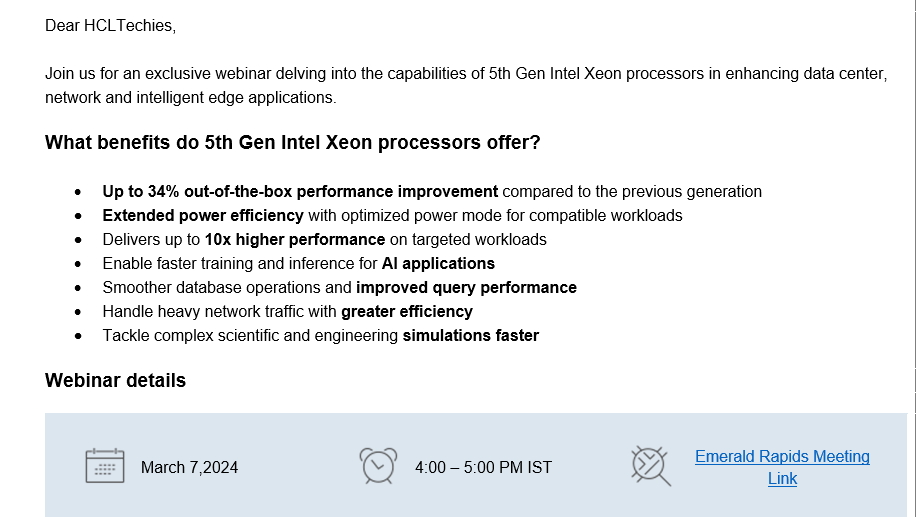 Dear HCLTechies,
Join us for an exclusive webinar delving into the capabilities of 5th Gen Intel Xeon processors in enhancing data center,
network and intelligent edge applications.
What benefits do 5th Gen Intel Xeon processors offer?
• Up to 34% out-of-the-box performance improvement compared to the previous generation
• Extended power efficiency with optimized power mode for compatible workloads
• Delivers up to 10x higher performance on targeted workloads
• Enable faster training and inference for AI applications
• Smoother database operations and improved query performance
• Handle heavy network traffic with greater efficiency
• Tackle complex scientific and engineering simulations faster
Webinar details
March 7,2024
4:00 – 5:00 PM IST
Emerald Rapids Meeting
Link